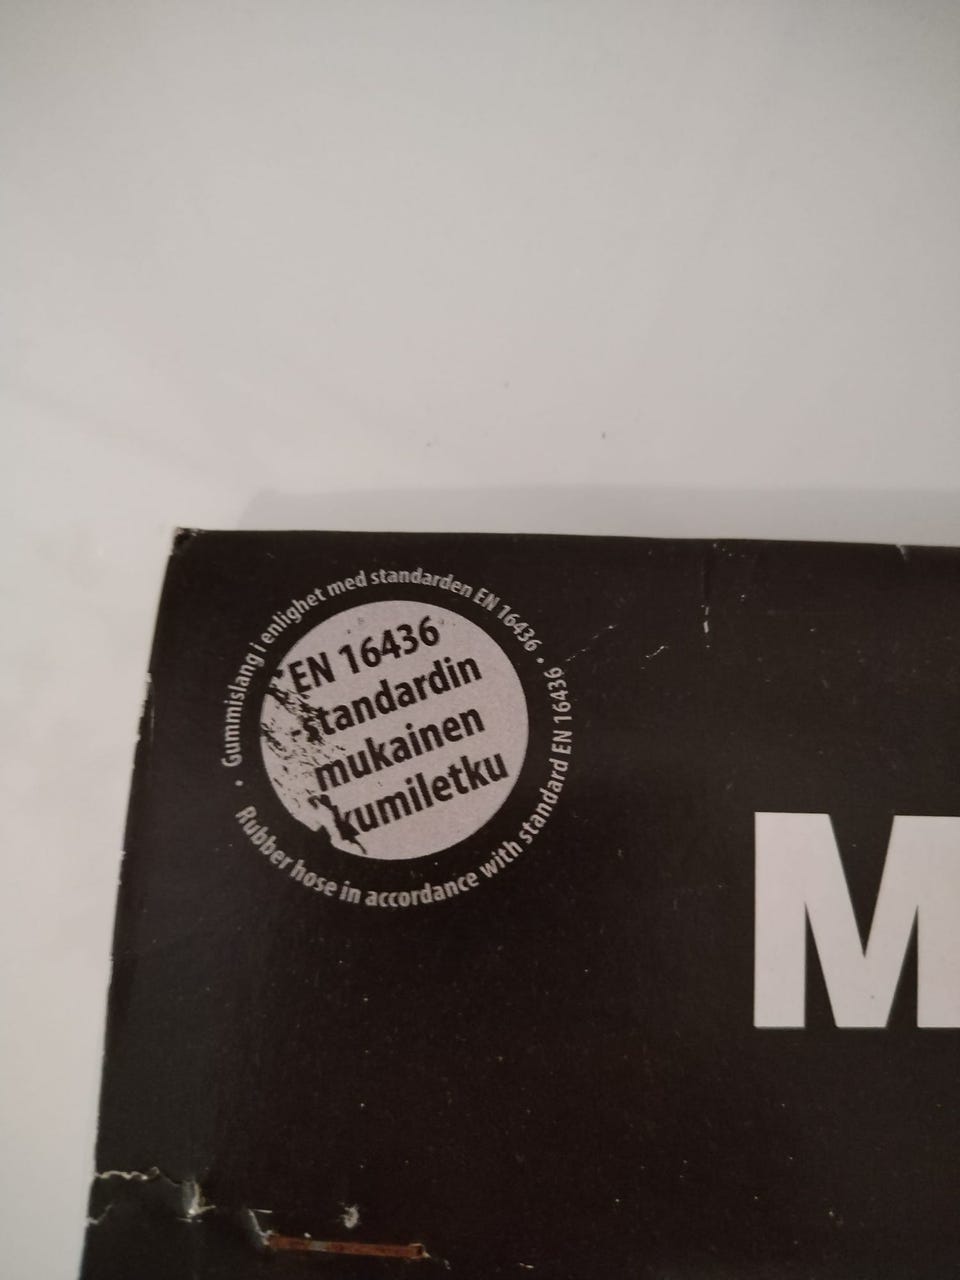 EN 16436
standardin
mukainen
kumiletku
• Gummislang i enlighet med standarden EN 16436 •
Rubber hose in accordance with standard EN 16436
M